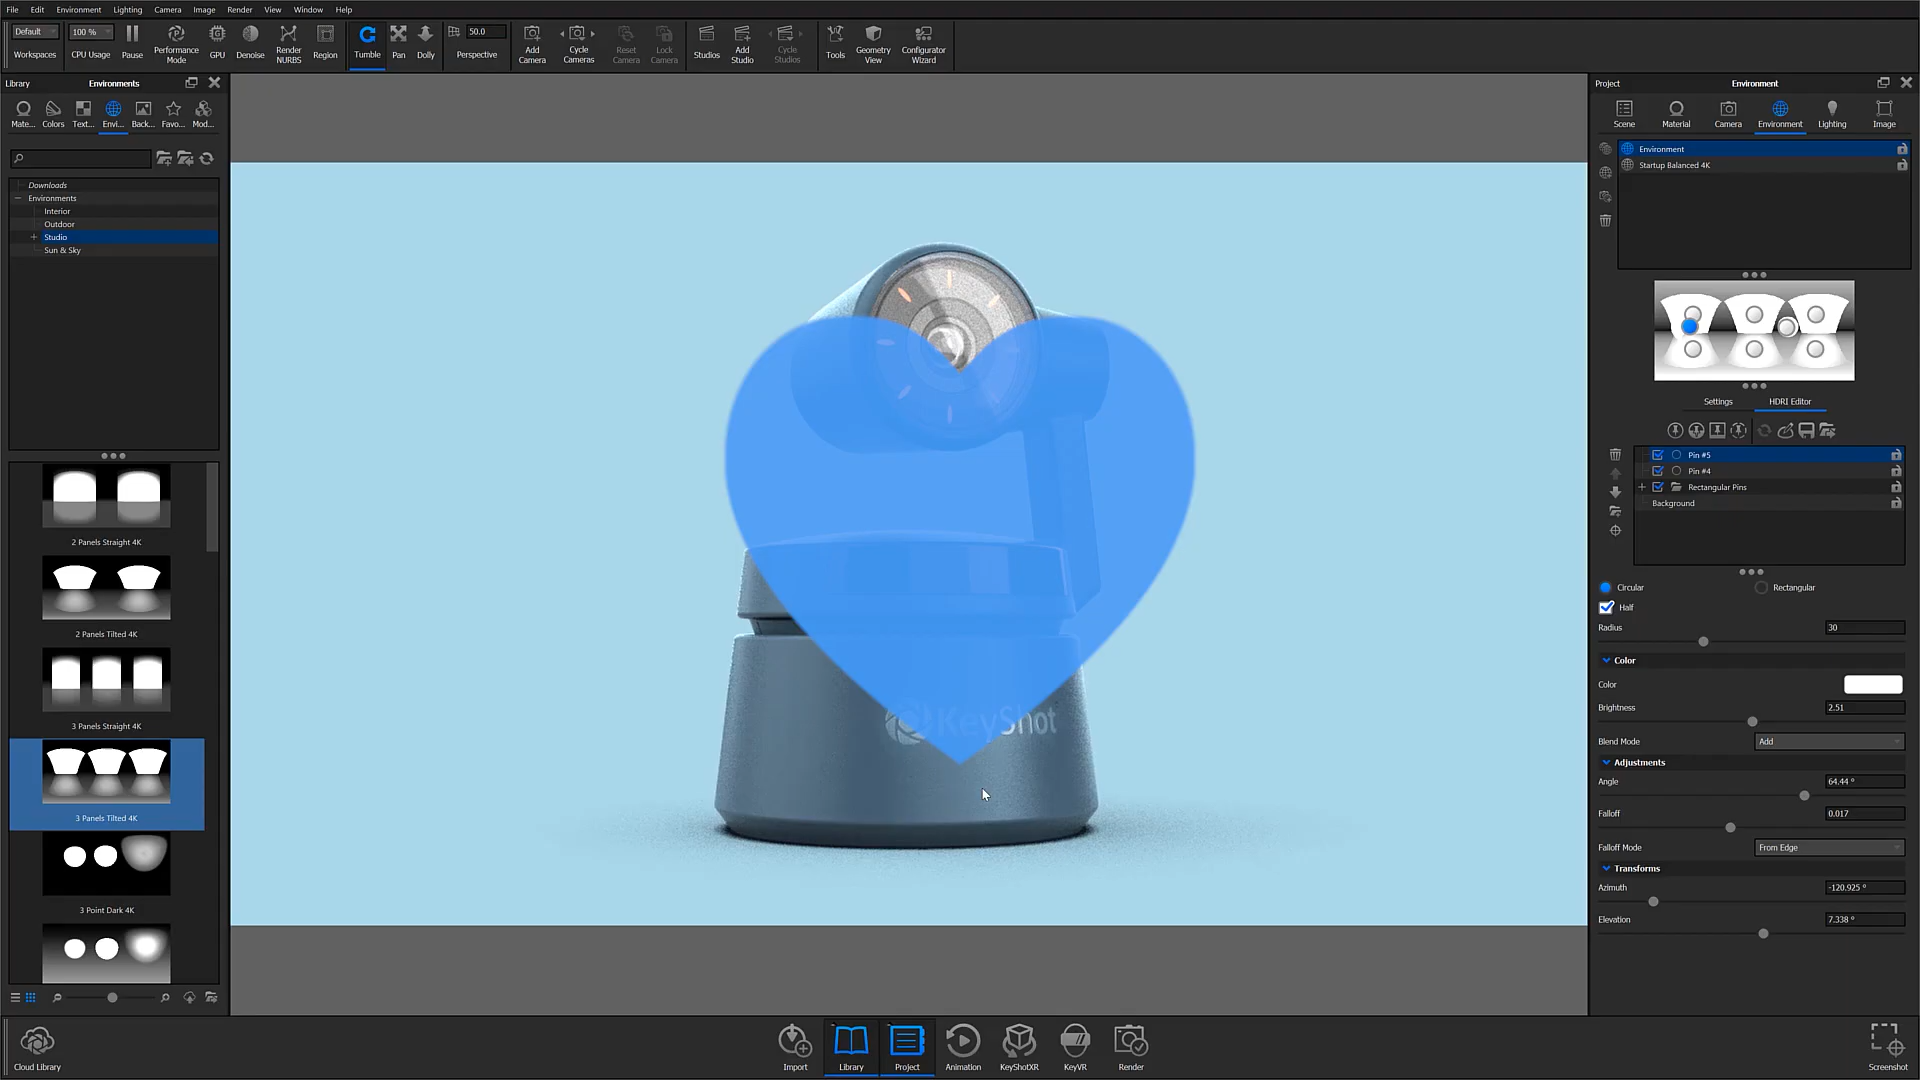 File Edit Environment Lighting Camera Image Render View Window Help
Default 100 % 50.0
Workspaces CPU Usage Pause Performance Mode GPU Denoise Render NURBS Region Tumble Pan Dolly Perspective Add Camera Cycle Cameras Reset Camera Lock Camera Studios Add Studio Cycle Studios Tools Geometry View Configurator Wizard
Library Environments
Mate... Colors Text... Envi... Back... Favo... Mod...
Downloads
Environments
Interior
Outdoor
Studio
Sun & Sky
2 Panels Straight 4K
2 Panels Tilted 4K
3 Panels Straight 4K
3 Panels Tilted 4K
3 Point Dark 4K
KeyShot
Project Environment
Scene Material Camera Environment Lighting Image
Environment
Startup Balanced 4K
Settings HDRI Editor
Pin #5
Pin #4
Rectangular Pins
Background
Circular Rectangular
Half
Radius 30
Color
Color
Brightness 2.51
Blend Mode Add
Adjustments
Angle 64.44 °
Falloff 0.017
Falloff Mode From Edge
Transforms
Azimuth -120.925 °
Elevation 7.338 °
Cloud Library Import Library Project Animation KeyShotXR KeyVR Render Screenshot